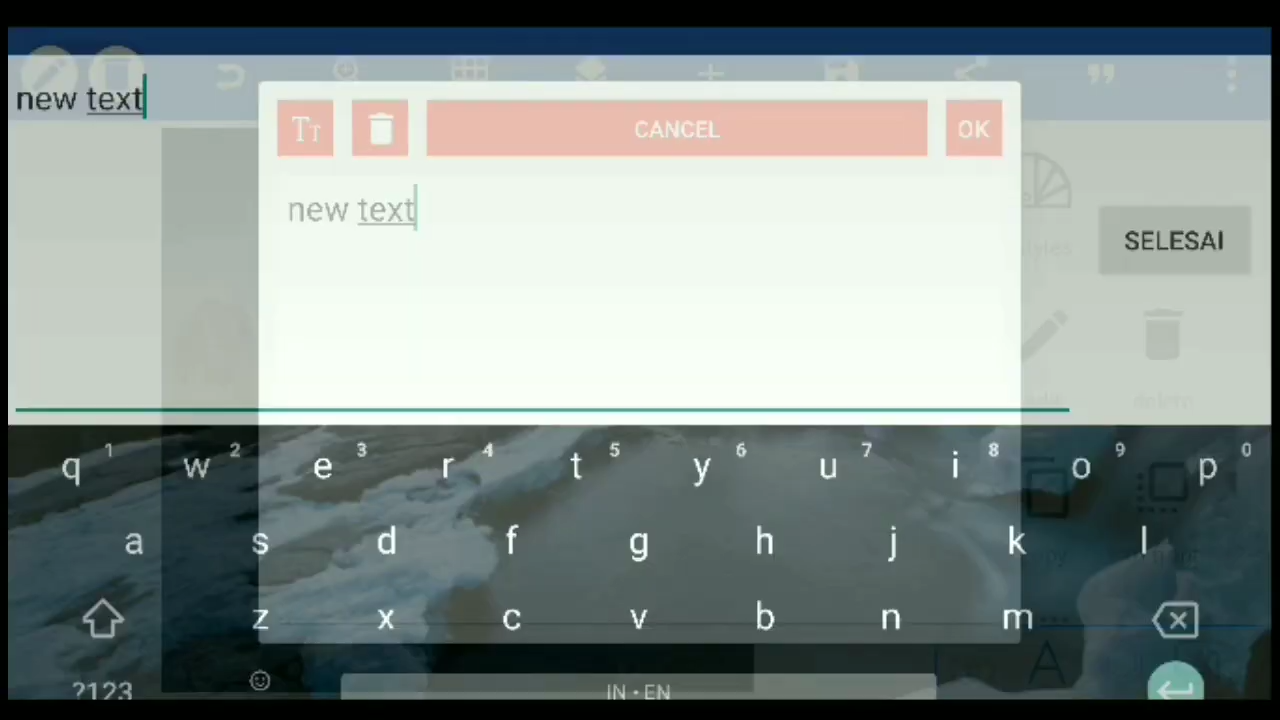 new text
Tt
CANCEL
OK
new text
SELESAI
1 2 3 4 5 6 7 8 9 0
q w e r t y u i o p
a s d f g h j k l
z x c v b n m
?123
IN • EN
A